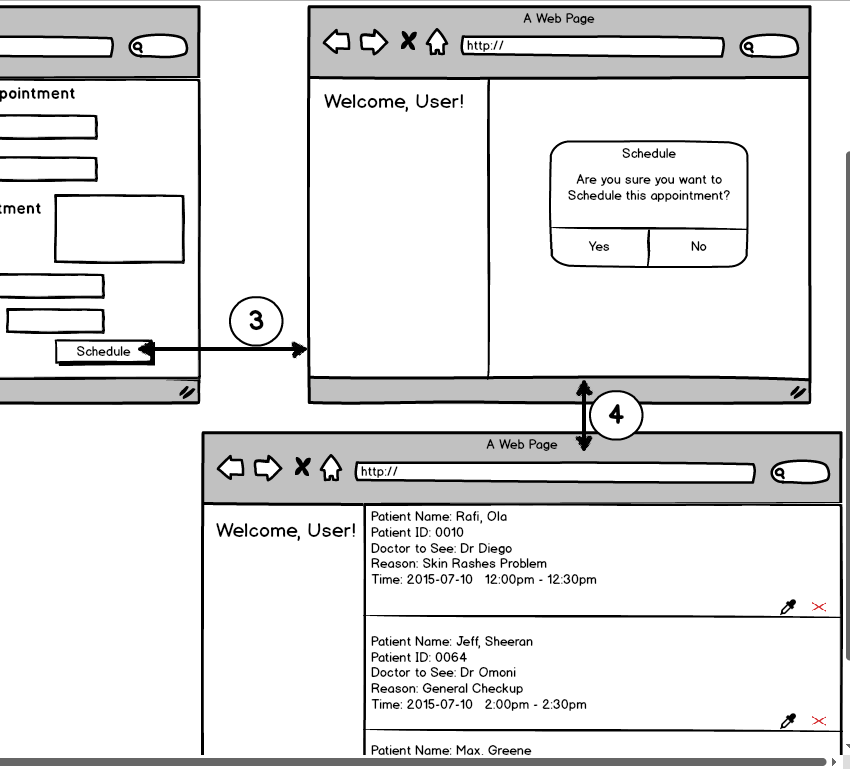 ppointment
tment
Schedule
3
A Web Page
http://
Welcome, User!
Schedule
Are you sure you want to
Schedule this appointment?
Yes No
4
A Web Page
http://
Welcome, User!
Patient Name: Rafi, Ola
Patient ID: 0010
Doctor to See: Dr Diego
Reason: Skin Rashes Problem
Time: 2015-07-10 12:00pm - 12:30pm
Patient Name: Jeff, Sheeran
Patient ID: 0064
Doctor to See: Dr Omoni
Reason: General Checkup
Time: 2015-07-10 2:00pm - 2:30pm
Patient Name: Max, Greene